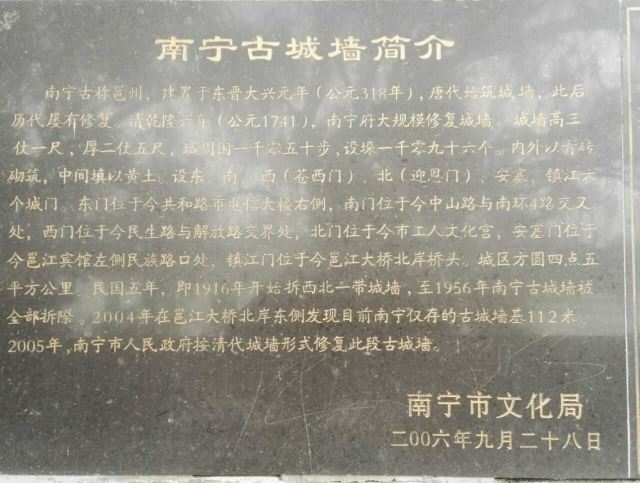 南宁古城墙简介
南宁古称邕州，建置于东晋大兴元年（公元318年），唐代始筑城墙，此后
历代屡有修复。清乾隆六年（公元1741），南宁府大规模修复城墙。城墙高三
仗一尺，厚二仗五尺，城周围一千零五十步，设垛一千零九十六个。内外以青砖
砌筑，中间填以黄土。设东、南、西（苍西门）、北（迎恩门）、安塞、镇江六
个城门。东门位于今共和路市电信大楼右侧，南门位于今中山路与南环4路交叉
处；西门位于今民生路与解放路交界处，北门位于今市工人文化宫，安塞门位于
今邕江宾馆左侧民族路口处，镇江门位于今邕江大桥北岸桥头。城区方圆四点五
平方公里。民国五年，即1916年开始拆西北一带城墙，至1956年南宁古城墙被
全部拆除。2004年在邕江大桥北岸东侧发现目前南宁仅存的古城墙基112米。
2005年，南宁市人民政府按清代城墙形式修复此段古城墙。
南宁市文化局
二00六年九月二十八日